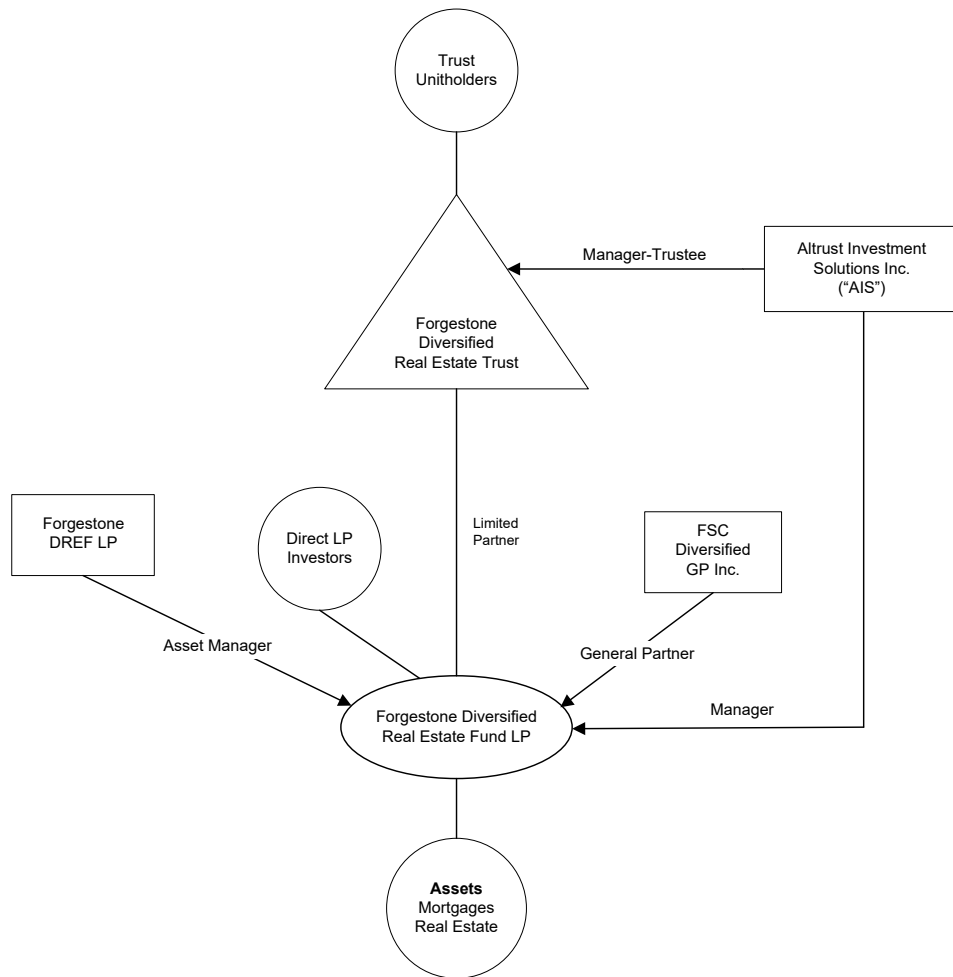 Trust
Unitholders
Manager-Trustee
Altrust Investment
Solutions Inc.
(“AIS”)
Forgestone
Diversified
Real Estate Trust
Forgestone
DREF LP
Direct LP
Investors
Limited
Partner
FSC
Diversified
GP Inc.
Asset Manager
General Partner
Manager
Forgestone Diversified
Real Estate Fund LP
Assets
Mortgages
Real Estate